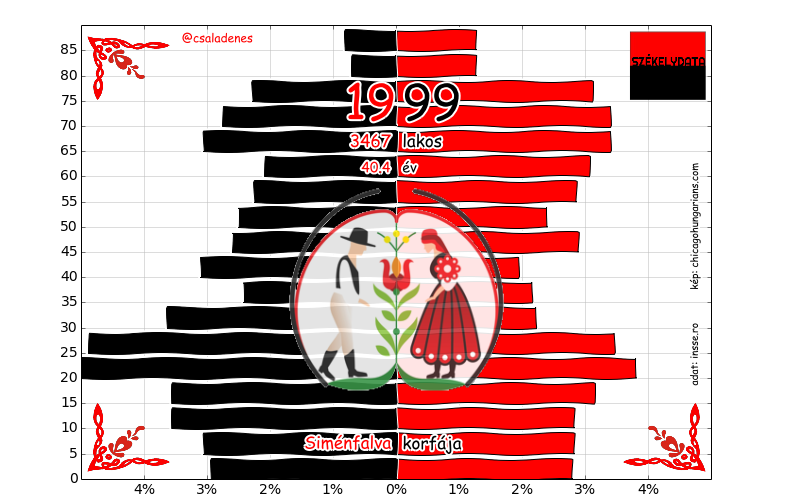 @csaladenes
SZÉKELYDATA
1999
3467 lakos
40.4 év
Siménfalva korfája
kép: chicagohungarians.com
adat: insse.ro
85
80
75
70
65
60
55
50
45
40
35
30
25
20
15
10
5
0
4% 3% 2% 1% 0% 1% 2% 3% 4%